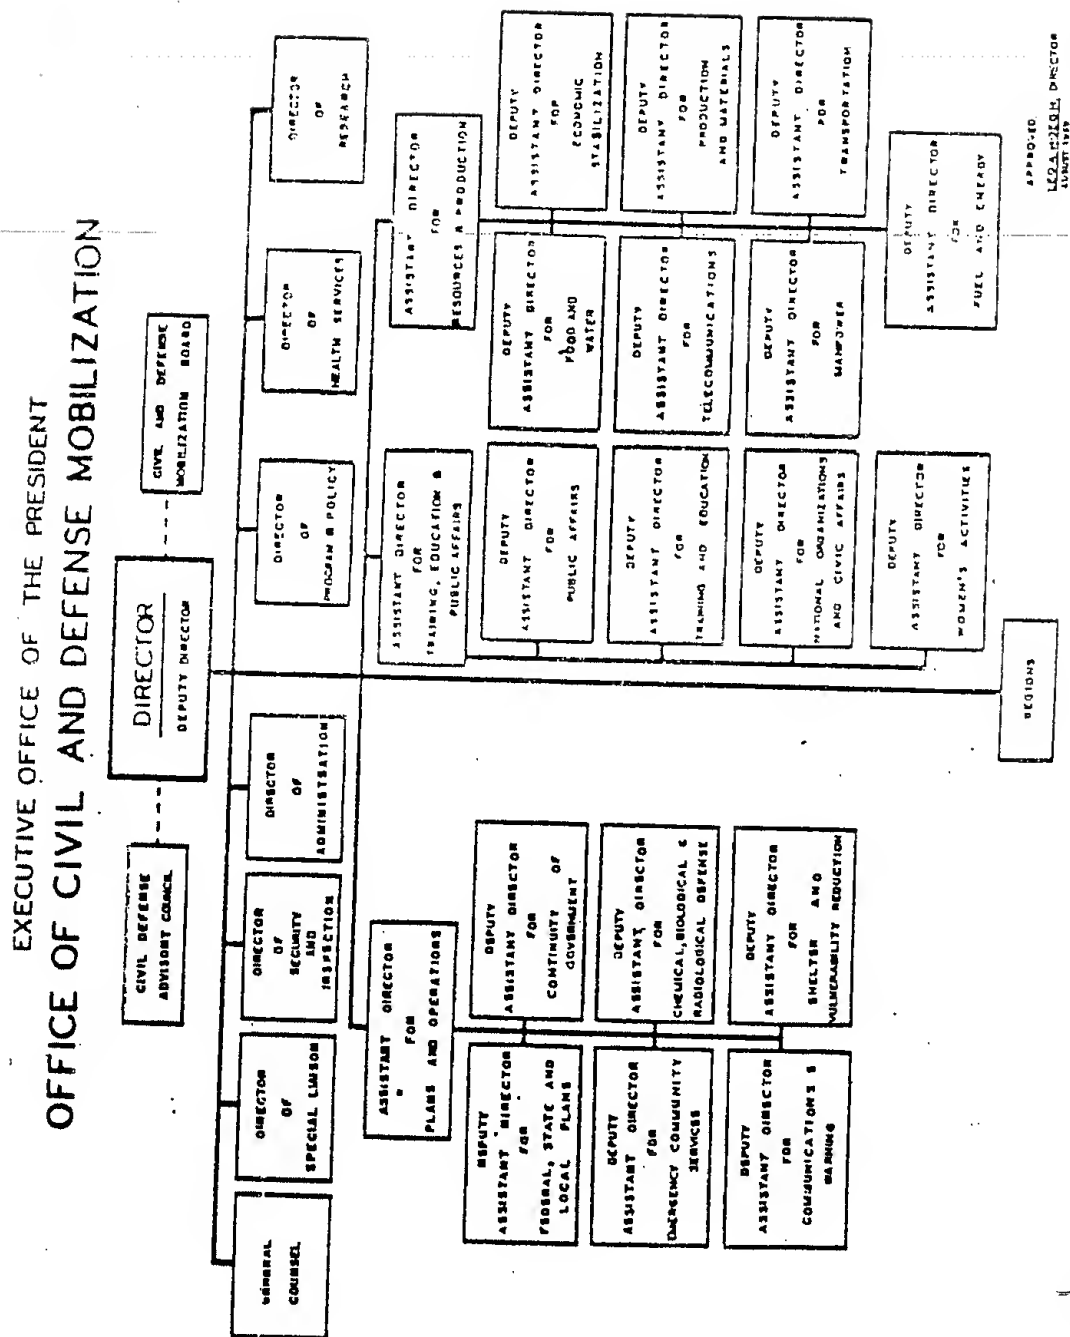 EXECUTIVE OFFICE OF THE PRESIDENT
OFFICE OF CIVIL AND DEFENSE MOBILIZATION
CIVIL DEFENSE
ADVISORY COUNCIL
DIRECTOR
DEPUTY DIRECTOR
CIVIL AND DEFENSE
MOBILIZATION BOARD
GENERAL
COUNSEL
DIRECTOR
OF
SPECIAL LIAISON
DIRECTOR
OF
SECURITY
AND
INSPECTION
DIRECTOR
OF
ADMINISTRATION
DIRECTOR
OF
PROGRAM & POLICY
DIRECTOR
OF
HEALTH SERVICES
DIRECTOR
OF
RESEARCH
ASSISTANT DIRECTOR
FOR
PLANS AND OPERATIONS
ASSISTANT DIRECTOR
FOR
TRAINING, EDUCATION &
PUBLIC AFFAIRS
ASSISTANT DIRECTOR
FOR
RESOURCES & PRODUCTION
DEPUTY
ASSISTANT DIRECTOR
FOR
FEDERAL, STATE AND
LOCAL PLANS
DEPUTY
ASSISTANT DIRECTOR
FOR
CONTINUITY OF
GOVERNMENT
DEPUTY
ASSISTANT DIRECTOR
FOR
PUBLIC AFFAIRS
DEPUTY
ASSISTANT DIRECTOR
FOR
FOOD AND
WATER
DEPUTY
ASSISTANT DIRECTOR
FOR
ECONOMIC
STABILIZATION
DEPUTY
ASSISTANT DIRECTOR
FOR
EMERGENCY COMMUNITY
SERVICES
DEPUTY
ASSISTANT DIRECTOR
FOR
CHEMICAL, BIOLOGICAL &
RADIOLOGICAL DEFENSE
DEPUTY
ASSISTANT DIRECTOR
FOR
TRAINING AND EDUCATION
DEPUTY
ASSISTANT DIRECTOR
FOR
TELECOMMUNICATIONS
DEPUTY
ASSISTANT DIRECTOR
FOR
PRODUCTION
AND MATERIALS
DEPUTY
ASSISTANT DIRECTOR
FOR
COMMUNICATIONS &
WARNING
DEPUTY
ASSISTANT DIRECTOR
FOR
SHELTER AND
VULNERABILITY REDUCTION
DEPUTY
ASSISTANT DIRECTOR
FOR
NATIONAL ORGANIZATIONS
AND CIVIC AFFAIRS
DEPUTY
ASSISTANT DIRECTOR
FOR
MANPOWER
DEPUTY
ASSISTANT DIRECTOR
FOR
TRANSPORTATION
DEPUTY
ASSISTANT DIRECTOR
FOR
WOMEN'S ACTIVITIES
DEPUTY
ASSISTANT DIRECTOR
FOR
FUEL AND ENERGY
REGIONS
APPROVED
DIRECTOR
AUGUST